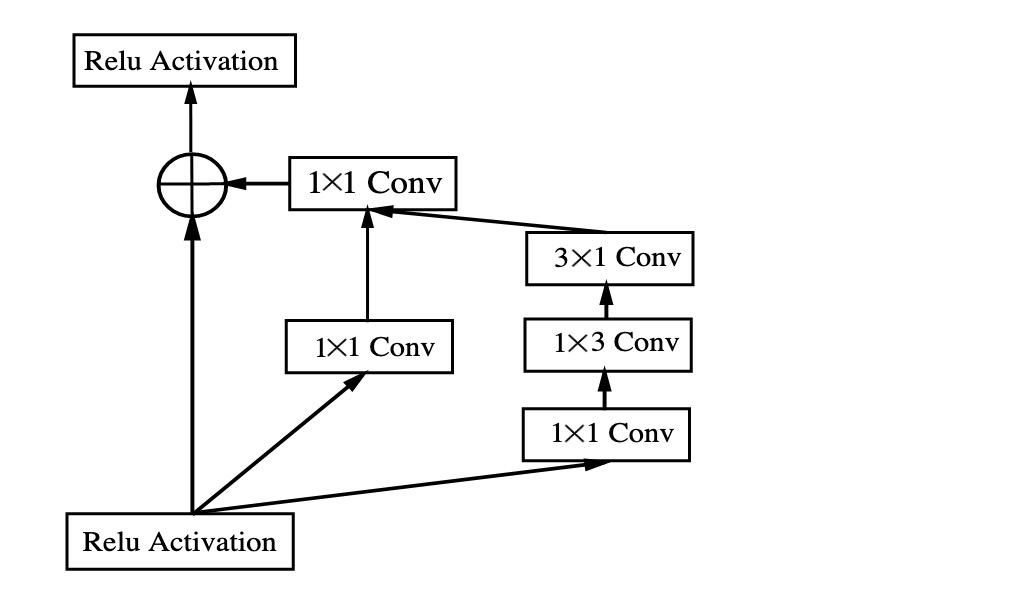 Relu Activation
1×1 Conv
3×1 Conv
1×1 Conv
1×3 Conv
1×1 Conv
Relu Activation